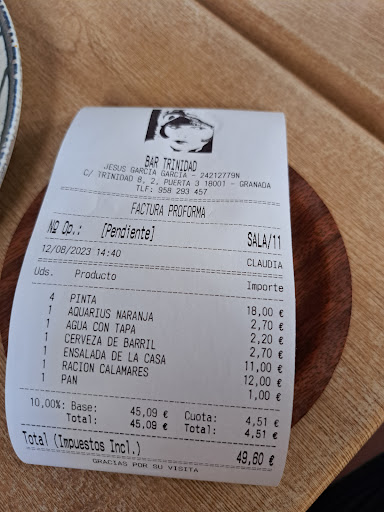 BAR TRINIDAD
JESUS GARCIA GARCIA - 24212779N
C/ TRINIDAD 8, 2, PUERTA 3 18001 - GRANADA
TLF: 958 293 457
FACTURA PROFORMA
Nº Op.: [Pendiente] SALA/11
12/08/2023 14:40 CLAUDIA
Uds. Producto Importe
4 PINTA 18,00 €
1 AQUARIUS NARANJA 2,70 €
1 AGUA CON TAPA 2,20 €
1 CERVEZA DE BARRIL 2,70 €
1 ENSALADA DE LA CASA 11,00 €
1 RACION CALAMARES 12,00 €
1 PAN 1,00 €
10,00%: Base: 45,09 € Cuota: 4,51 €
Total: 45,09 € Total: 4,51 €
Total (Impuestos Incl.) 49,60 €
GRACIAS POR SU VISITA